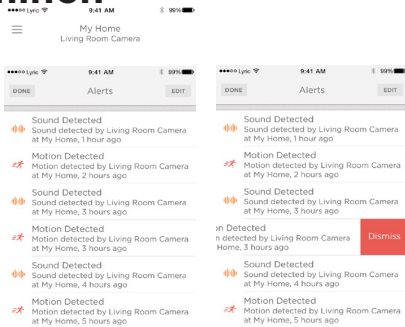 Lyric 9:41 AM 99%
My Home
Living Room Camera
Lyric 9:41 AM 99%
DONE Alerts EDIT
Sound Detected
Sound detected by Living Room Camera
at My Home, 1 hour ago
Motion Detected
Motion detected by Living Room Camera
at My Home, 2 hours ago
Sound Detected
Sound detected by Living Room Camera
at My Home, 3 hours ago
Motion Detected
Motion detected by Living Room Camera
at My Home, 3 hours ago
Sound Detected
Sound detected by Living Room Camera
at My Home, 4 hours ago
Motion Detected
Motion detected by Living Room Camera
at My Home, 5 hours ago
Lyric 9:41 AM 99%
DONE Alerts EDIT
Sound Detected
Sound detected by Living Room Camera
at My Home, 1 hour ago
Motion Detected
Motion detected by Living Room Camera
at My Home, 2 hours ago
Sound Detected
Sound detected by Living Room Camera
at My Home, 3 hours ago
on Detected
n detected by Living Room Camera
Home, 3 hours ago
Dismiss
Sound Detected
Sound detected by Living Room Camera
at My Home, 4 hours ago
Motion Detected
Motion detected by Living Room Camera
at My Home, 5 hours ago